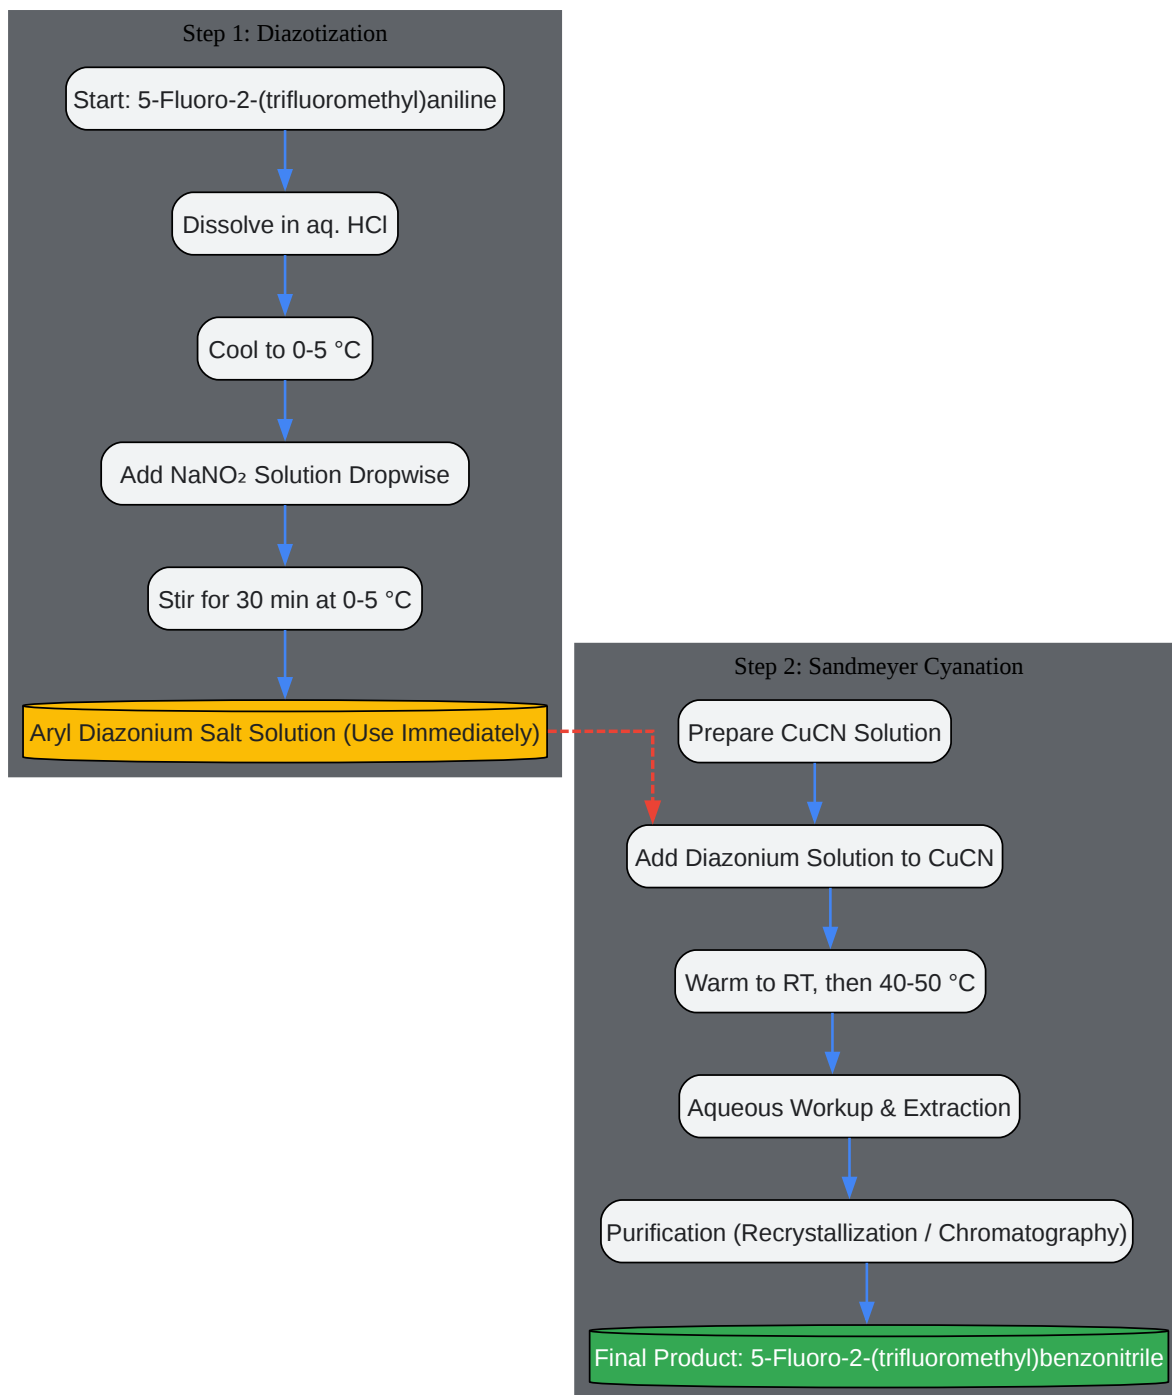 Step 1: Diazotization
Start: 5-Fluoro-2-(trifluoromethyl)aniline
Dissolve in aq. HCl
Cool to 0-5 °C
Add NaNO₂ Solution Dropwise
Stir for 30 min at 0-5 °C
Aryl Diazonium Salt Solution (Use Immediately)
Step 2: Sandmeyer Cyanation
Prepare CuCN Solution
Add Diazonium Solution to CuCN
Warm to RT, then 40-50 °C
Aqueous Workup & Extraction
Purification (Recrystallization / Chromatography)
Final Product: 5-Fluoro-2-(trifluoromethyl)benzonitrile